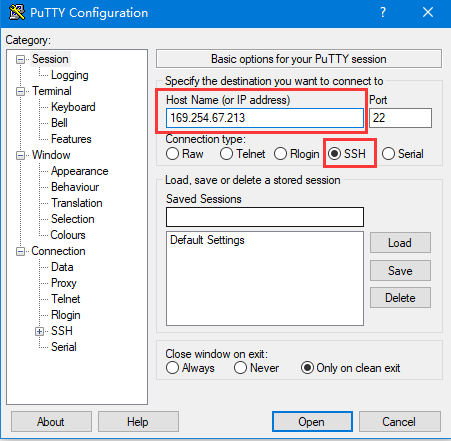 PuTTY Configuration
Category:
Session
Logging
Terminal
Keyboard
Bell
Features
Window
Appearance
Behaviour
Translation
Selection
Colours
Connection
Data
Proxy
Telnet
Rlogin
SSH
Serial
Basic options for your PuTTY session
Specify the destination you want to connect to
Host Name (or IP address) Port
169.254.67.213 22
Connection type:
Raw Telnet Rlogin SSH Serial
Load, save or delete a stored session
Saved Sessions
Default Settings
Load
Save
Delete
Close window on exit:
Always Never Only on clean exit
About Help Open Cancel